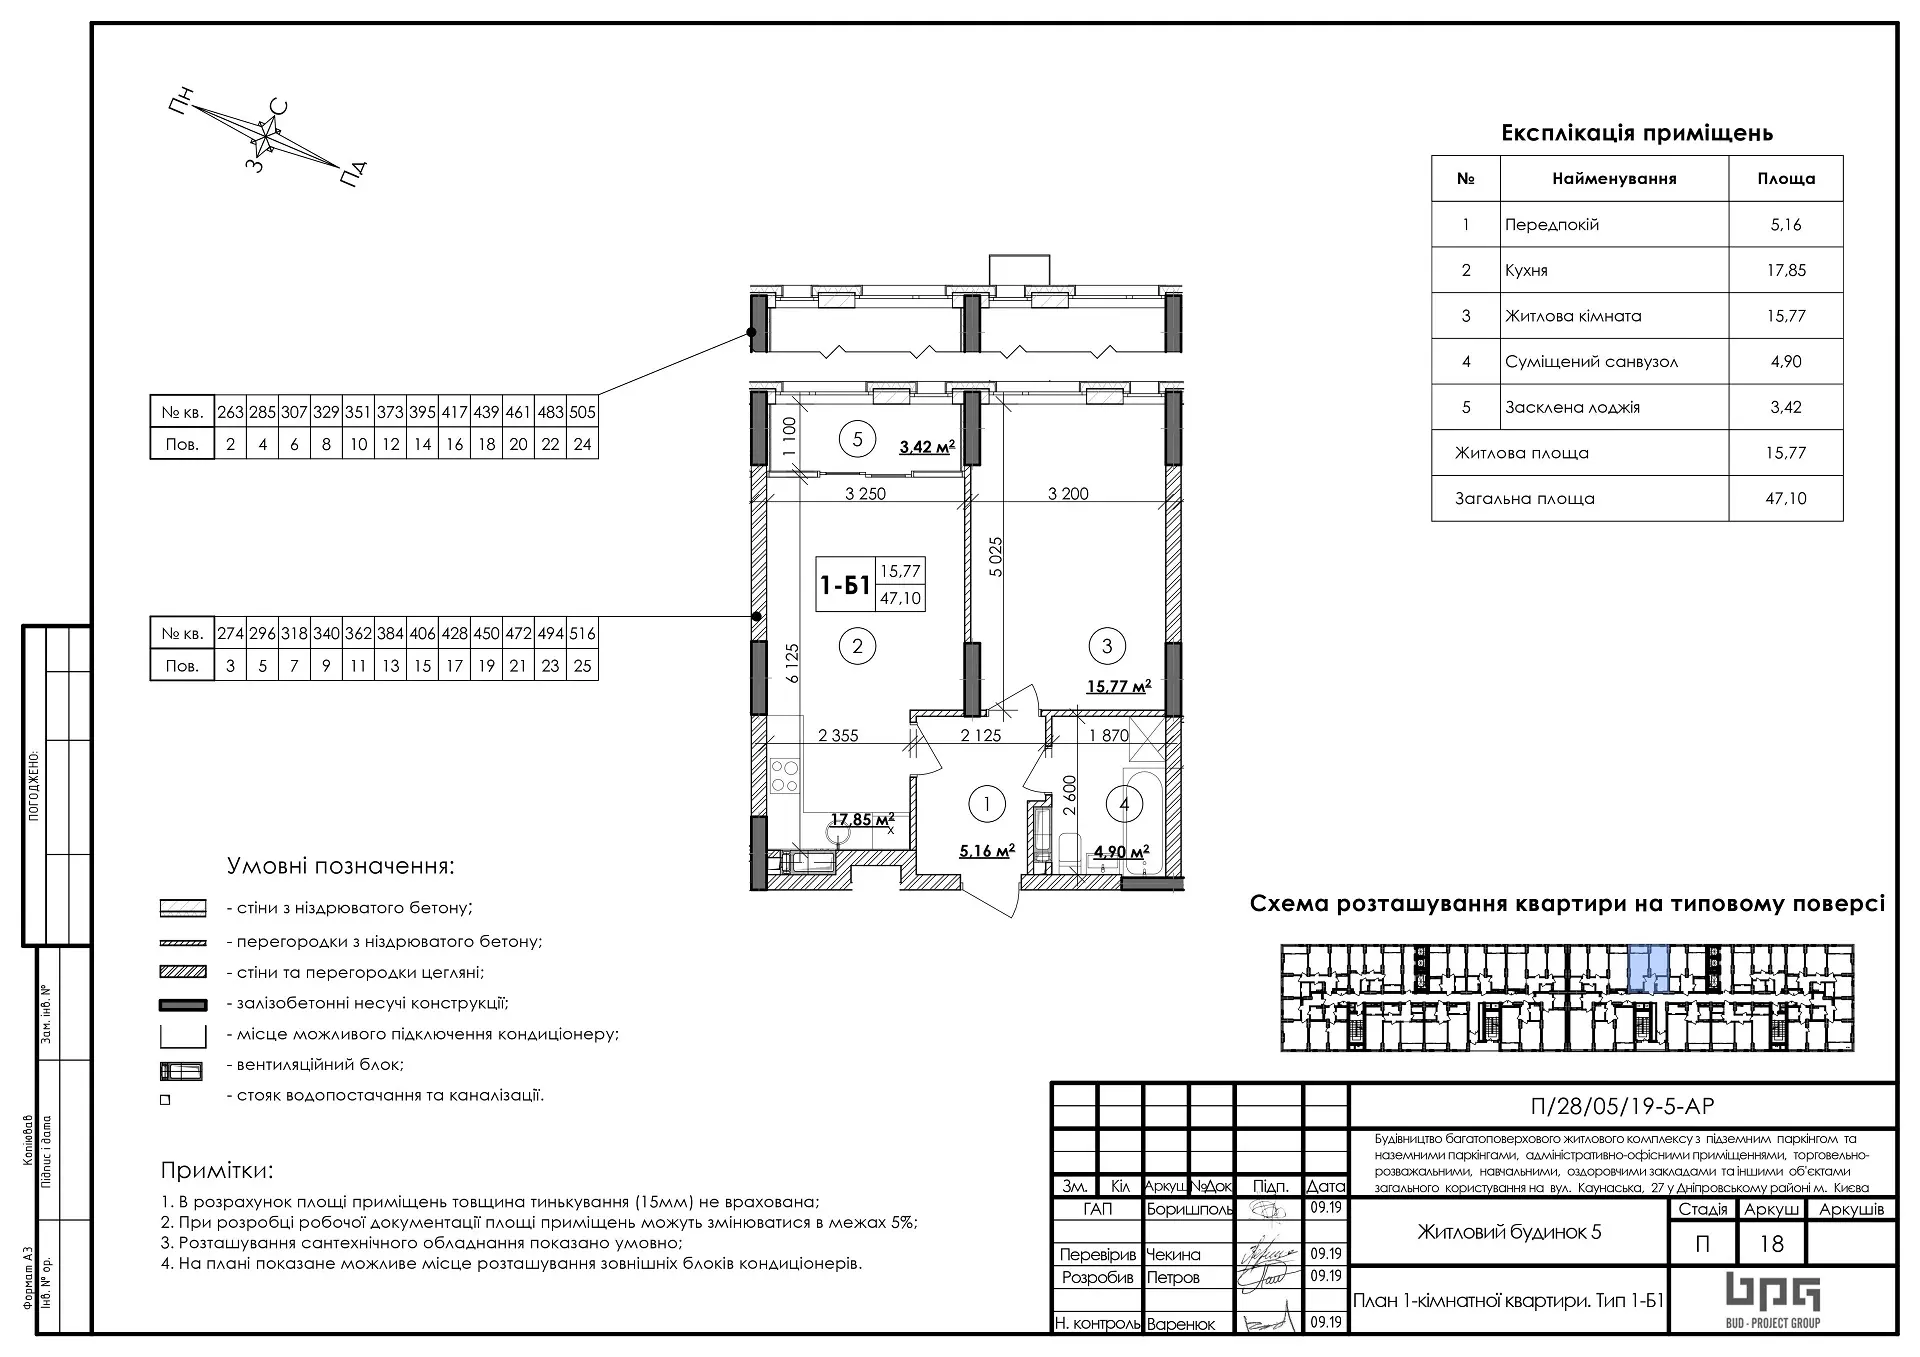 ПН
С
З
ПД
Експлікація приміщень
№ Найменування Площа
1 Передпокій 5,16
2 Кухня 17,85
3 Житлова кімната 15,77
4 Суміщений санвузол 4,90
5 Засклена лоджія 3,42
Житлова площа 15,77
Загальна площа 47,10
№ кв. 263 285 307 329 351 373 395 417 439 461 483 505
Пов. 2 4 6 8 10 12 14 16 18 20 22 24
1 100
5
3,42 м²
3 250
3 200
5 025
1-Б1
15,77
47,10
№ кв. 274 296 318 340 362 384 406 428 450 472 494 516
Пов. 3 5 7 9 11 13 15 17 19 21 23 25
6 125
2
3
15,77 м²
2 355
2 125
1 870
2 600
1
4
17,85 м²
х
5,16 м²
4,90 м²
Умовні позначення:
- стіни з ніздрюватого бетону;
- перегородки з ніздрюватого бетону;
- стіни та перегородки цегляні;
- залізобетонні несучі конструкції;
- місце можливого підключення кондиціонеру;
- вентиляційний блок;
- стояк водопостачання та каналізації.
Примітки:
1. В розрахунок площі приміщень товщина тинькування (15мм) не врахована;
2. При розробці робочої документації площі приміщень можуть змінюватися в межах 5%;
3. Розташування сантехнічного обладнання показано умовно;
4. На плані показане можливе місце розташування зовнішніх блоків кондиціонерів.
Схема розташування квартири на типовому поверсі
П/28/05/19-5-АР
Будівництво багатоповерхового житлового комплексу з підземним паркінгом та
наземними паркінгами, адміністративно-офісними приміщеннями, торговельно-
розважальними, навчальними, оздоровчими закладами та іншими об'єктами
загального користування на вул. Каунаська, 27 у Дніпровському районі м. Києва
Зм. Кіл Аркуш №Док Підп. Дата
ГАП Боришполь 09.19
Перевірив Чекина 09.19
Розробив Петров 09.19
Н. контроль Варенюк 09.19
Житловий будинок 5
Стадія Аркуш Аркушів
П 18
План 1-кімнатної квартири. Тип 1-Б1
bpg
BUD - PROJECT GROUP
ПОГОДЖЕНО:
Зам. інв. №
Підпис і дата
Інв. № ор.
Копіював
Формат А3